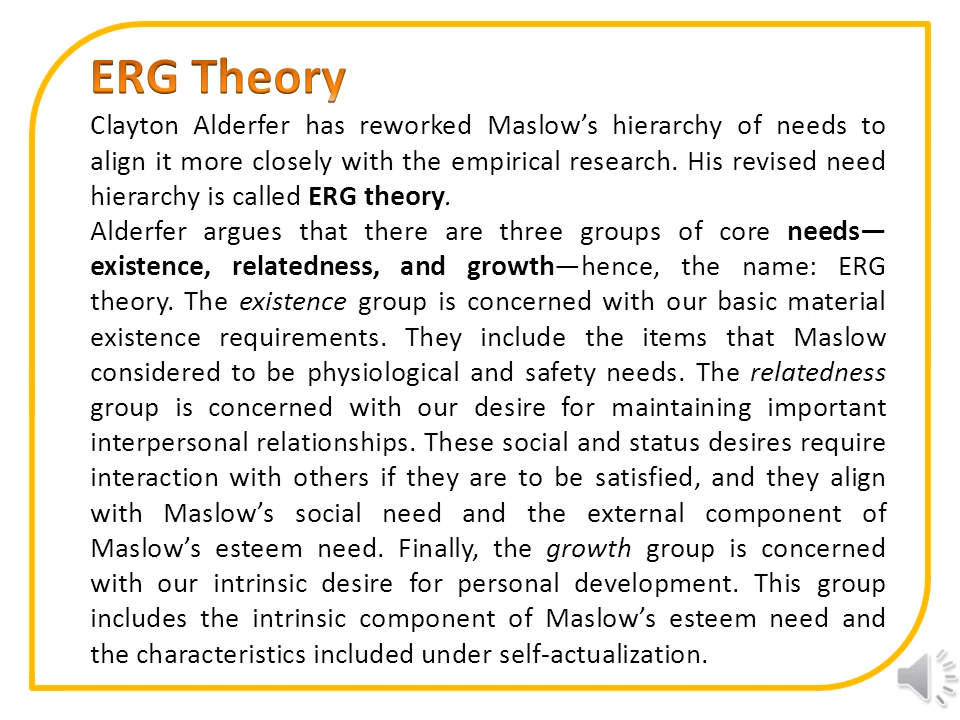 ERG Theory
Clayton Alderfer has reworked Maslow’s hierarchy of needs to
align it more closely with the empirical research. His revised need
hierarchy is called ERG theory.
Alderfer argues that there are three groups of core needs—
existence, relatedness, and growth—hence, the name: ERG
theory. The existence group is concerned with our basic material
existence requirements. They include the items that Maslow
considered to be physiological and safety needs. The relatedness
group is concerned with our desire for maintaining important
interpersonal relationships. These social and status desires require
interaction with others if they are to be satisfied, and they align
with Maslow’s social need and the external component of
Maslow’s esteem need. Finally, the growth group is concerned
with our intrinsic desire for personal development. This group
includes the intrinsic component of Maslow’s esteem need and
the characteristics included under self-actualization.